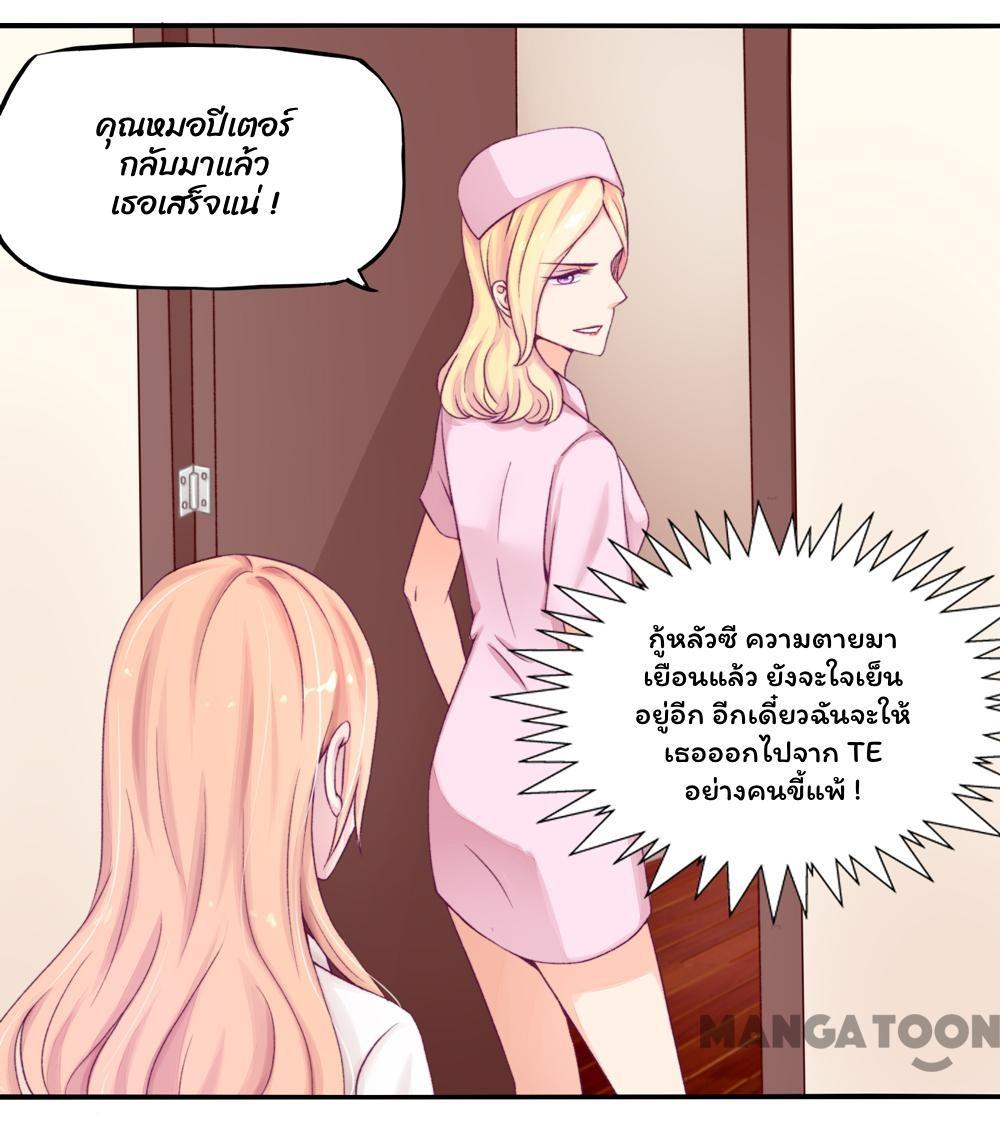 คุณหมอปีเตอร์
กลับมาแล้ว
เธอเสร็จแน่ !
กู้หลัวซี ความตายมา
เยือนแล้ว ยังจะใจเย็น
อยู่อีก อีกเดี๋ยวฉันจะให้
เธอออกไปจาก TE
อย่างคนขี้แพ้ !
MANGATOON